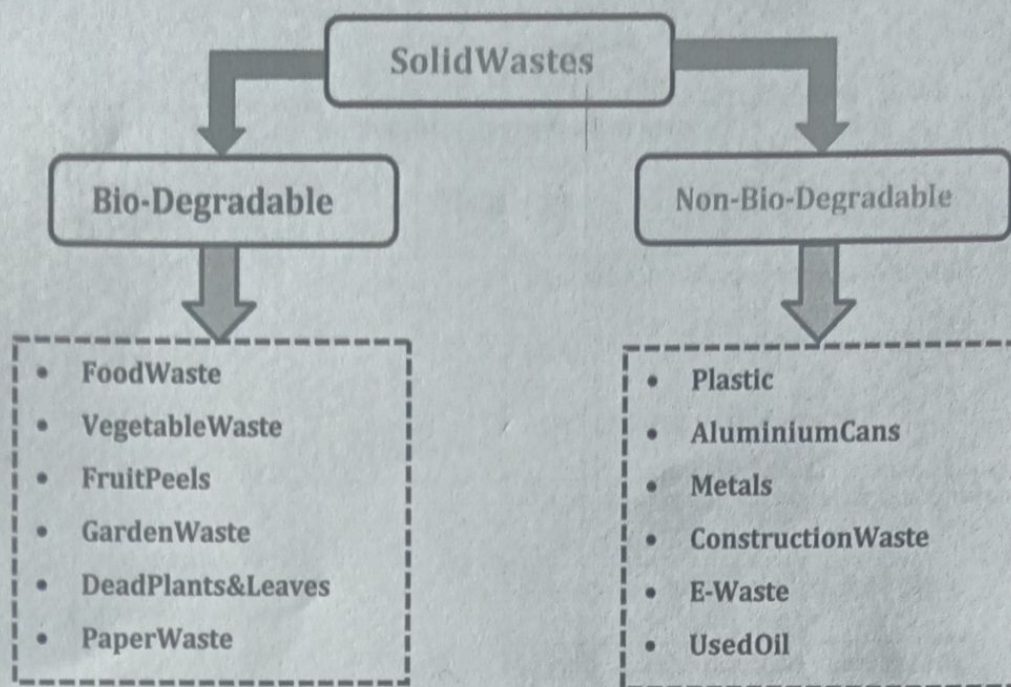 SolidWastes
Bio-Degradable
Non-Bio-Degradable
• FoodWaste
• VegetableWaste
• FruitPeels
• GardenWaste
• DeadPlants&Leaves
• PaperWaste
• Plastic
• AluminiumCans
• Metals
• ConstructionWaste
• E-Waste
• UsedOil